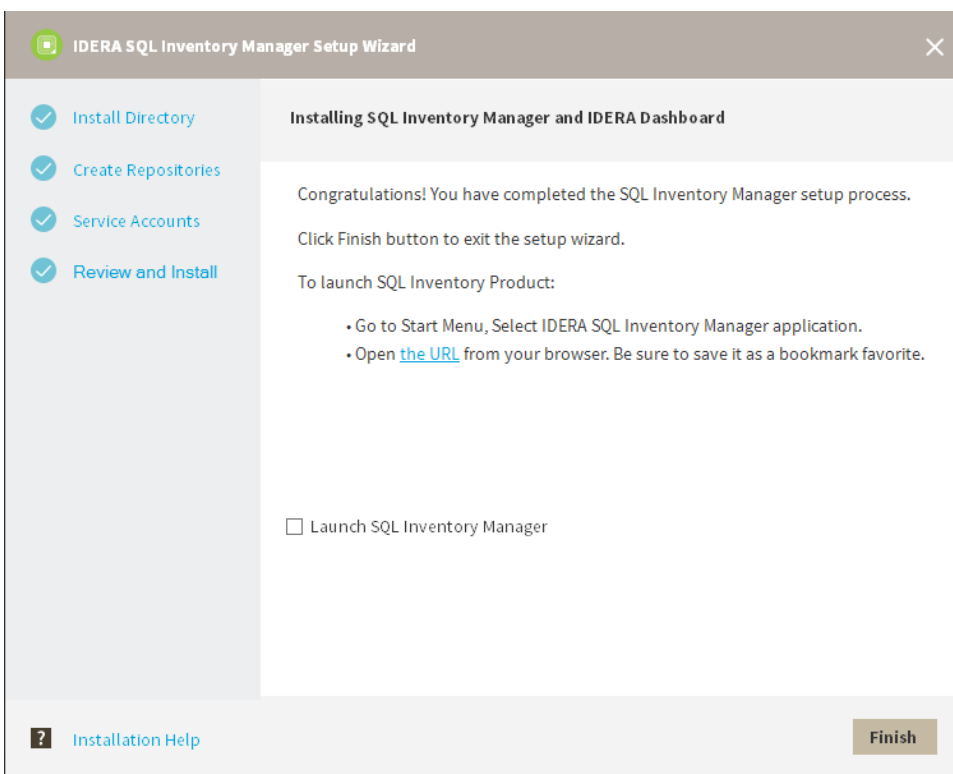 IDERA SQL Inventory Manager Setup Wizard
Install Directory
Create Repositories
Service Accounts
Review and Install
Installing SQL Inventory Manager and IDERA Dashboard
Congratulations! You have completed the SQL Inventory Manager setup process.
Click Finish button to exit the setup wizard.
To launch SQL Inventory Product:
• Go to Start Menu, Select IDERA SQL Inventory Manager application.
• Open the URL from your browser. Be sure to save it as a bookmark favorite.
Launch SQL Inventory Manager
? Installation Help
Finish